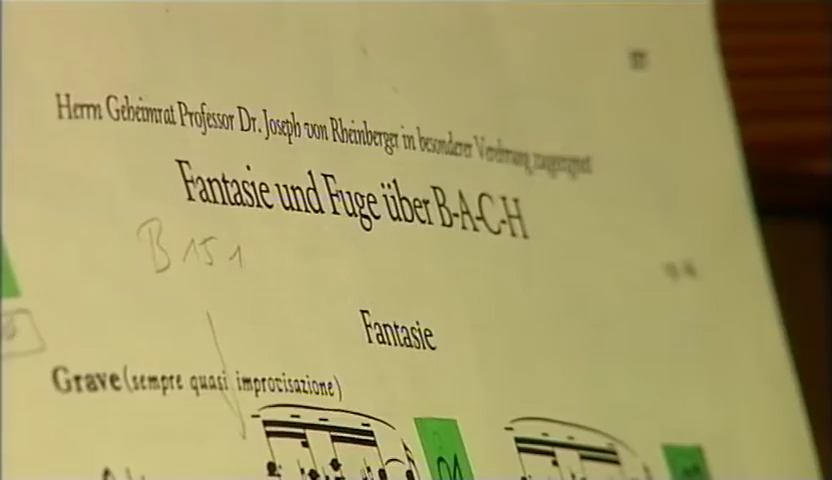 Herrn Geheimrat Professor Dr. Joseph von Rheinberger in besonderer Verehrung zugeeignet
Fantasie und Fuge über B-A-C-H
B 151
Fantasie
Grave (sempre quasi improvisazione)
04